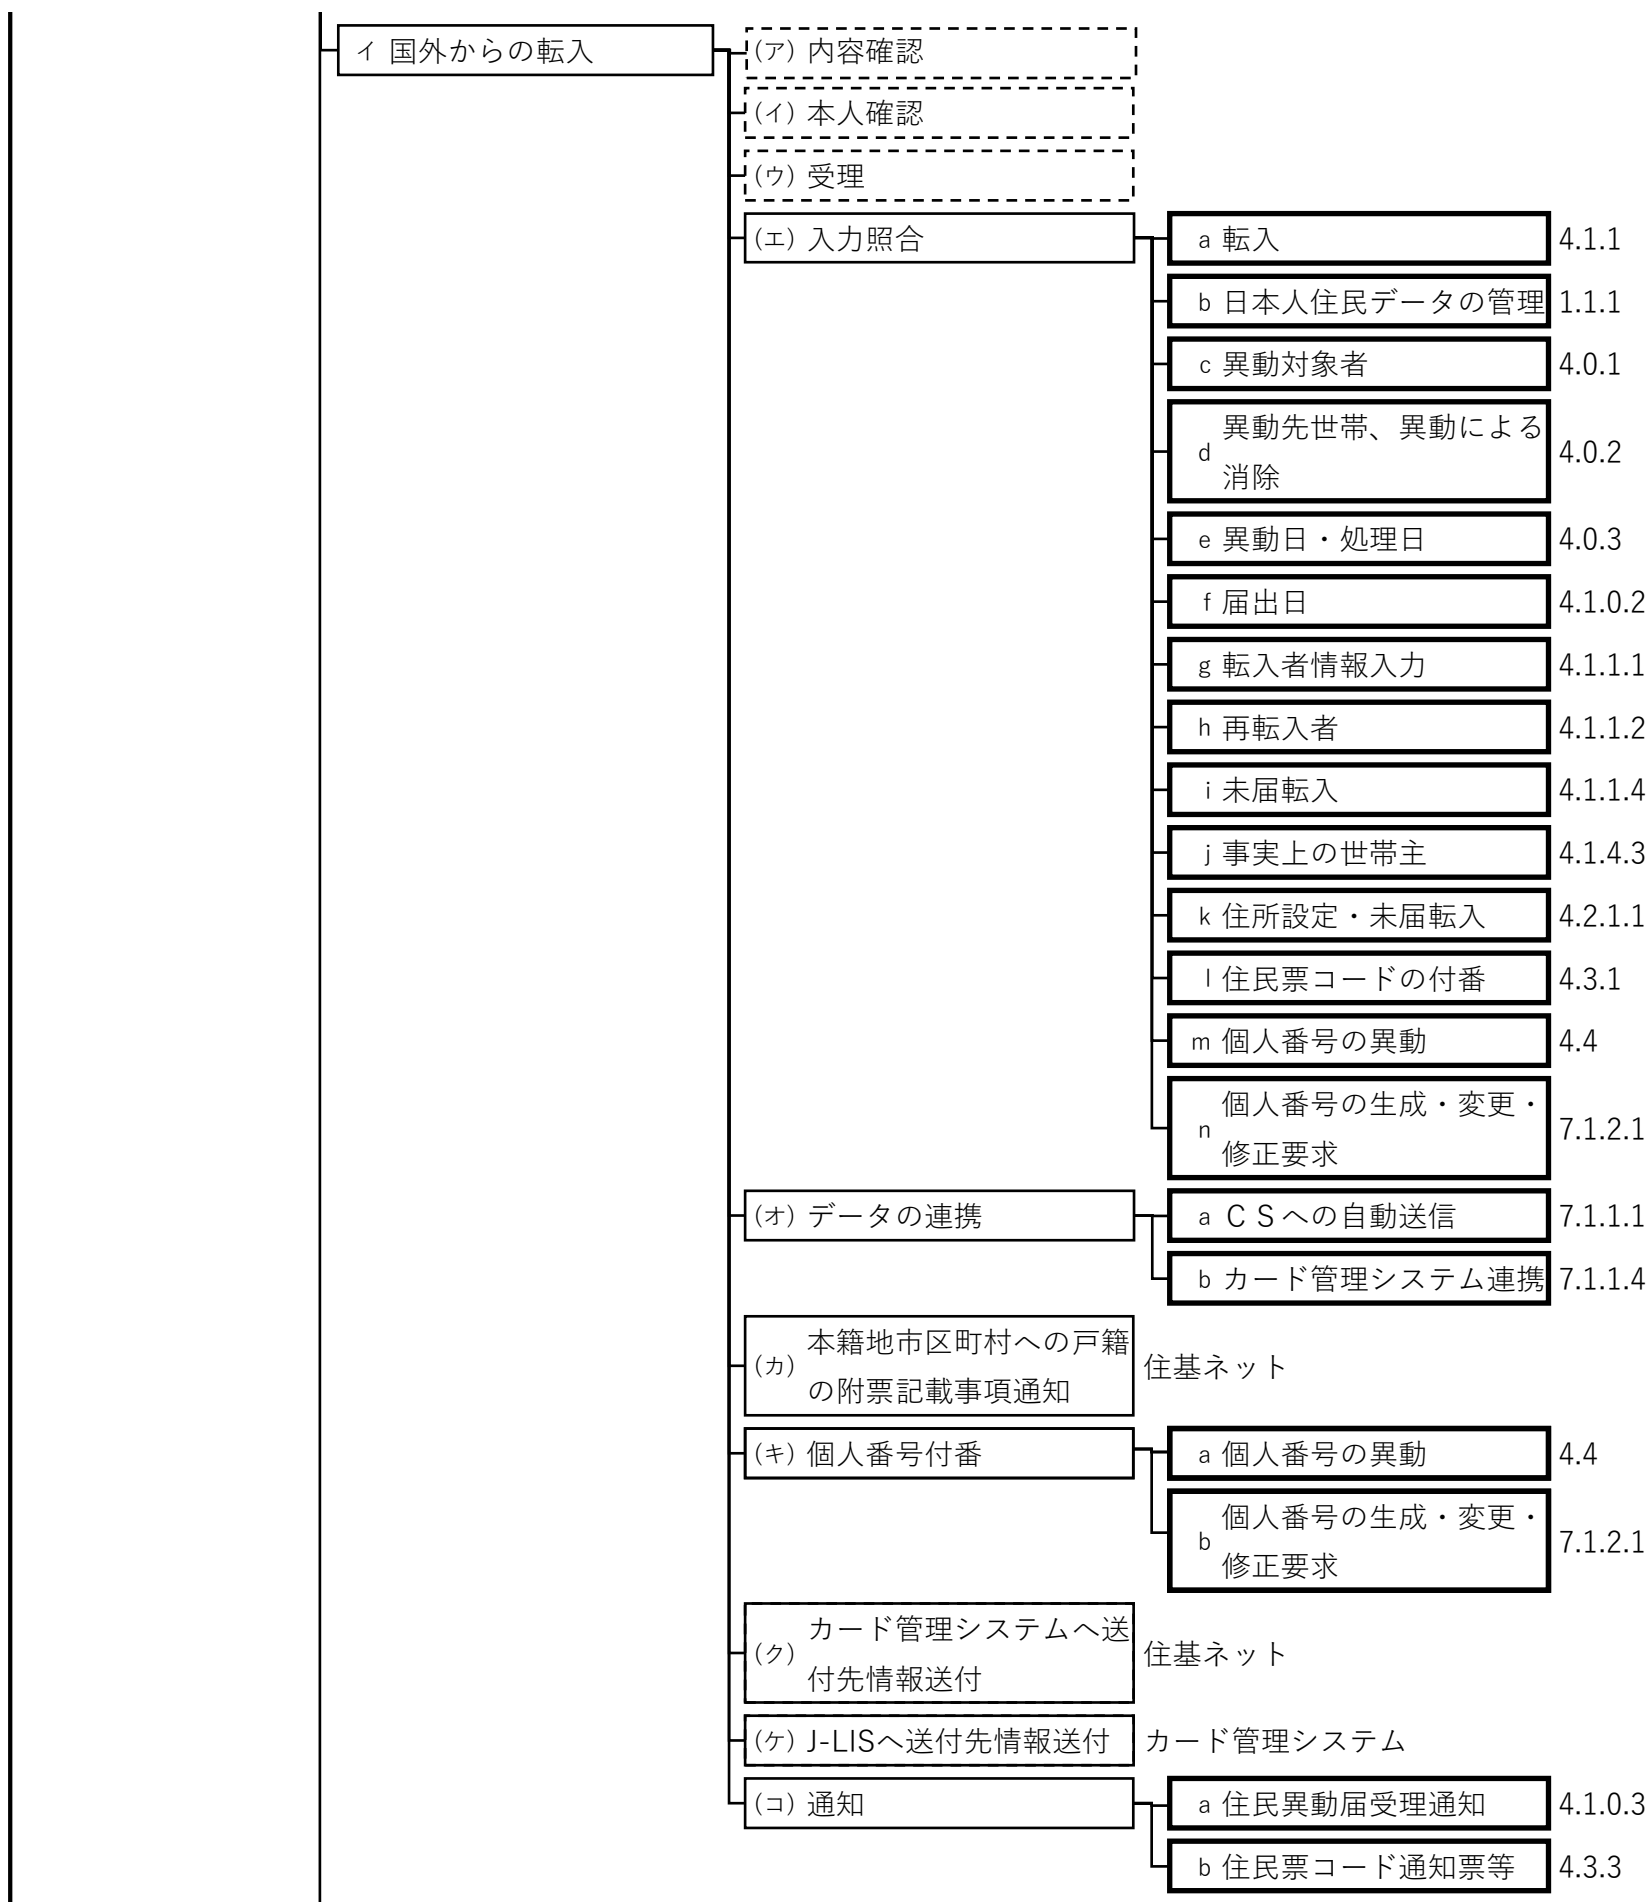 イ 国外からの転入
(ア) 内容確認
(イ) 本人確認
(ウ) 受理
(エ) 入力照合
a 転入 4.1.1
b 日本人住民データの管理 1.1.1
c 異動対象者 4.0.1
d 異動先世帯、異動による
消除 4.0.2
e 異動日・処理日 4.0.3
f 届出日 4.1.0.2
g 転入者情報入力 4.1.1.1
h 再転入者 4.1.1.2
i 未届転入 4.1.1.4
j 事実上の世帯主 4.1.4.3
k 住所設定・未届転入 4.2.1.1
l 住民票コードの付番 4.3.1
m 個人番号の異動 4.4
n 個人番号の生成・変更・
修正要求 7.1.2.1
(オ) データの連携
a ＣＳへの自動送信 7.1.1.1
b カード管理システム連携 7.1.1.4
(カ) 本籍地市区町村への戸籍
の附票記載事項通知 住基ネット
(キ) 個人番号付番
a 個人番号の異動 4.4
b 個人番号の生成・変更・
修正要求 7.1.2.1
(ク) カード管理システムへ送
付先情報送付 住基ネット
(ケ) J-LISへ送付先情報送付 カード管理システム
(コ) 通知
a 住民異動届受理通知 4.1.0.3
b 住民票コード通知票等 4.3.3